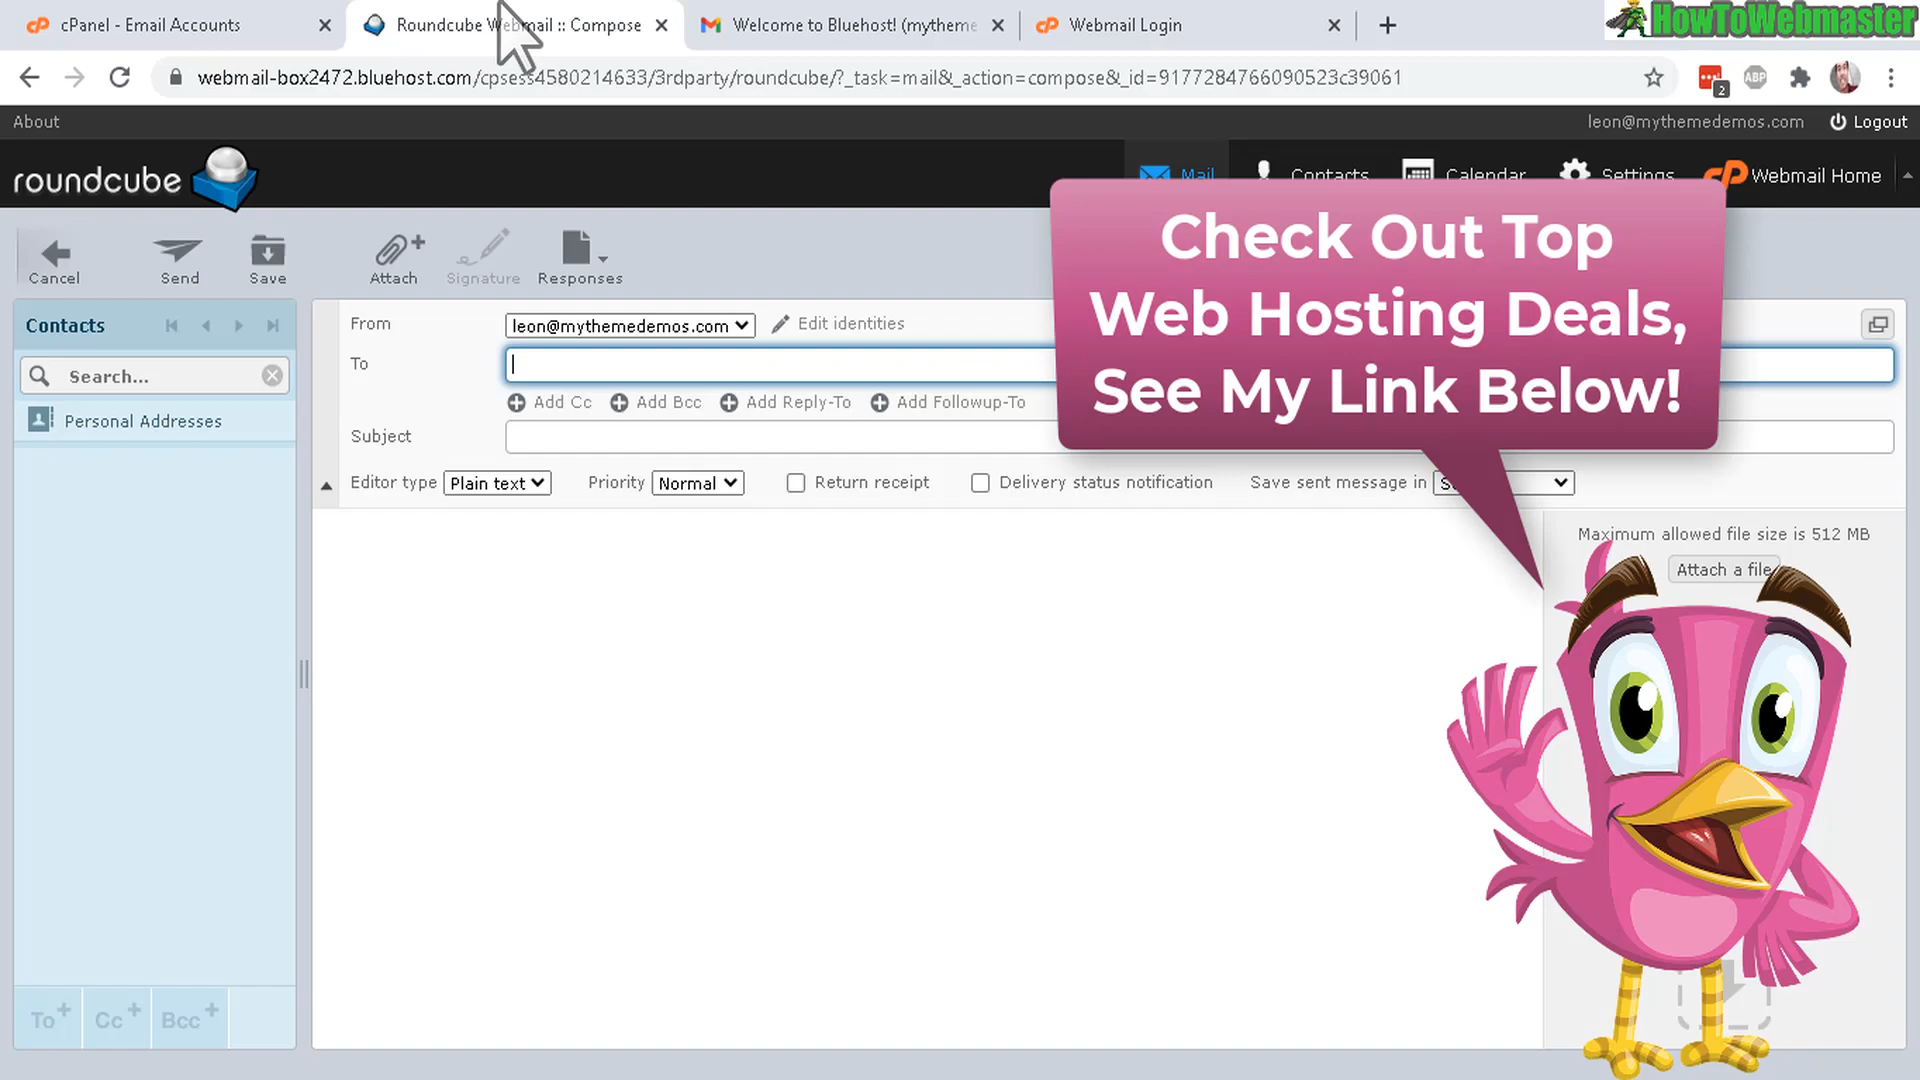 cPanel - Email Accounts
Roundcube Webmail :: Compose
Welcome to Bluehost! (mytheme
Webmail Login
HowToWebmaster
webmail-box2472.bluehost.com/cpsess4580214633/3rdparty/roundcube/?_task=mail&_action=compose&_id=9177284766090523c39061
2
ABP
About
leon@mythemedemos.com
Logout
roundcube
Mail
Contacts
Calendar
Settings
cP Webmail Home
Check Out Top
Web Hosting Deals,
See My Link Below!
Cancel
Send
Save
Attach
Signature
Responses
Contacts
From
leon@mythemedemos.com
Edit identities
To
Search...
Add Cc
Add Bcc
Add Reply-To
Add Followup-To
Personal Addresses
Subject
Editor type
Plain text
Priority
Normal
Return receipt
Delivery status notification
Save sent message in
Maximum allowed file size is 512 MB
Attach a file
To+
Cc+
Bcc+